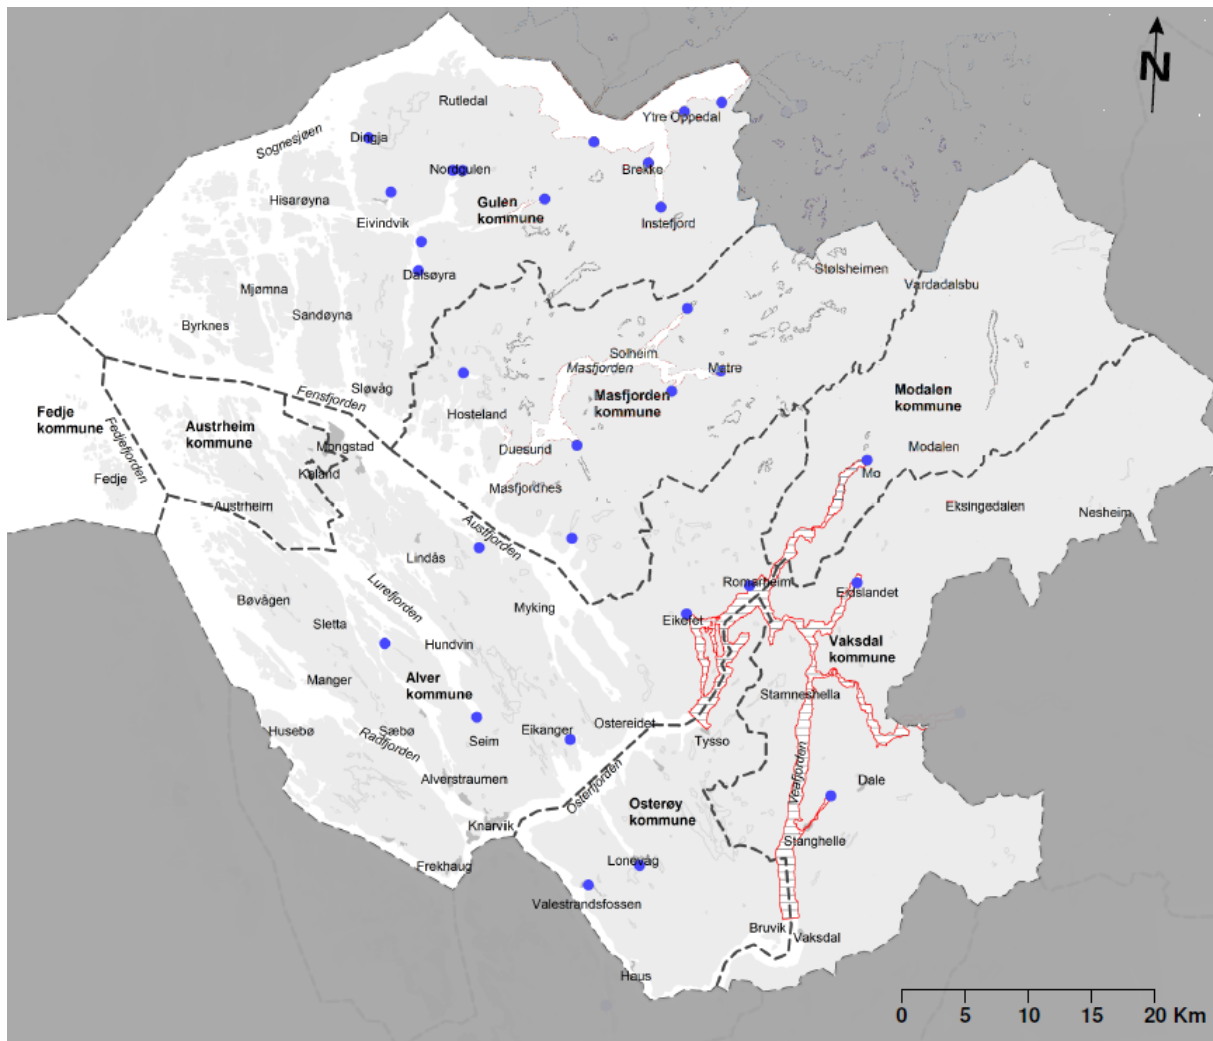 N
Rutledal
Ytre Oppedal
Sognesjøen
Dingja
Nordgulen
Brekke
Hisarøyna
Gulen
kommune
Eivindvik
Instefjord
Dalsøyra
Stølsheimen
Vardadalsbu
Mjømna
Sandøyna
Byrknes
Solheim
Masfjorden
Matre
Sløvåg
Fensfjorden
Masfjorden
kommune
Modalen
kommune
Fedje
kommune
Fedjefjorden
Austrheim
kommune
Hosteland
Mongstad
Duesund
Modalen
Kaland
Mo
Fedje
Masfjordnes
Austrheim
Eksingedalen
Nesheim
Austfjorden
Lindås
Lurefjorden
Romarheim
Eidslandet
Bøvågen
Myking
Sletta
Eikefet
Hundvin
Vaksdal
kommune
Manger
Alver
kommune
Stamneshella
Husebø
Sæbø
Radfjorden
Seim
Eikanger
Ostereidet
Tysso
Veafjorden
Alverstraumen
Osterfjorden
Dale
Osterøy
kommune
Knarvik
Stanghelle
Frekhaug
Lonevåg
Valestrandsfossen
Bruvik
Vaksdal
Haus
0 5 10 15 20 Km